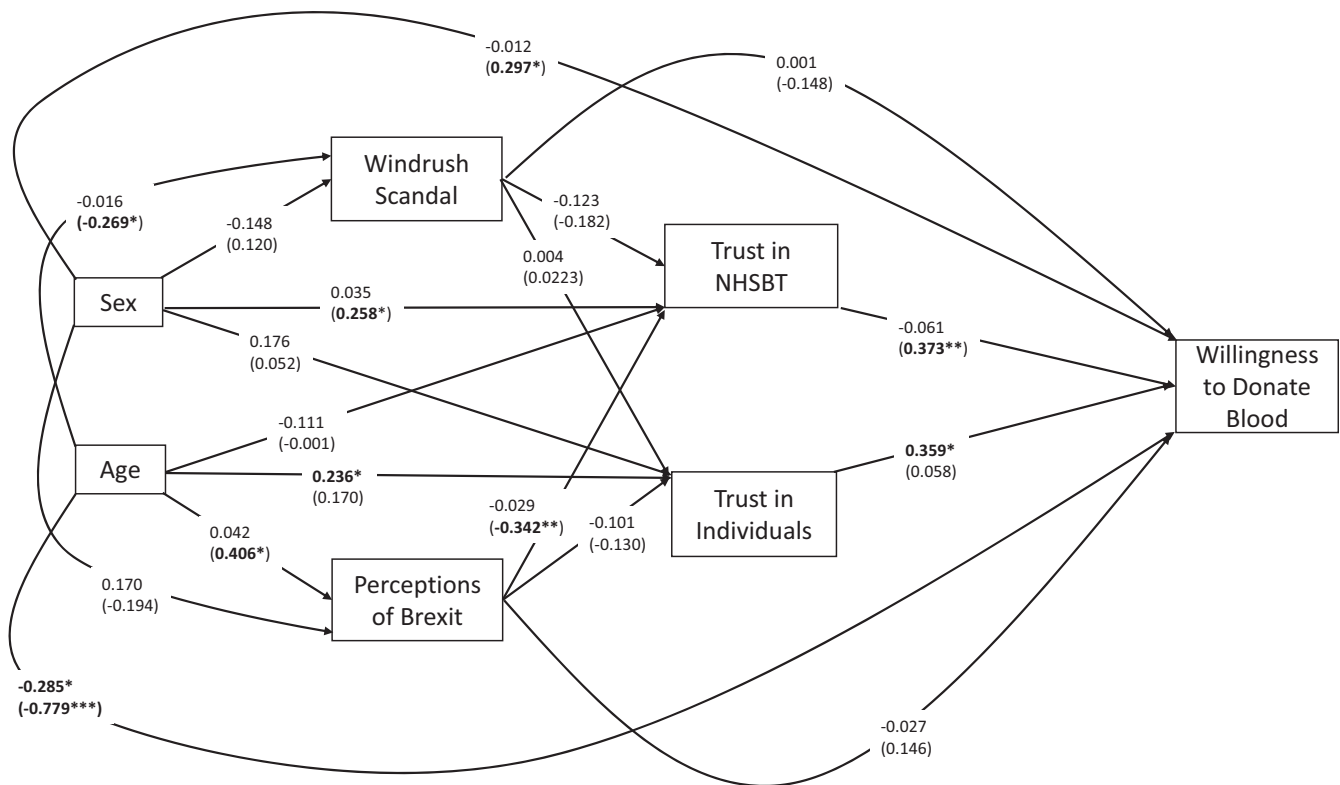 -0.012
(0.297*)
0.001
(-0.148)
Windrush
Scandal
-0.016
(-0.269*)
-0.148
(0.120)
-0.123
(-0.182)
Trust in
NHSBT
0.004
(0.0223)
Sex
0.035
(0.258*)
0.176
(0.052)
-0.061
(0.373**)
Willingness
to Donate
Blood
-0.111
(-0.001)
Age
0.236*
(0.170)
0.359*
(0.058)
Trust in
Individuals
-0.029
(-0.342**)
-0.101
(-0.130)
0.042
(0.406*)
0.170
(-0.194)
Perceptions
of Brexit
-0.285*
(-0.779***)
-0.027
(0.146)